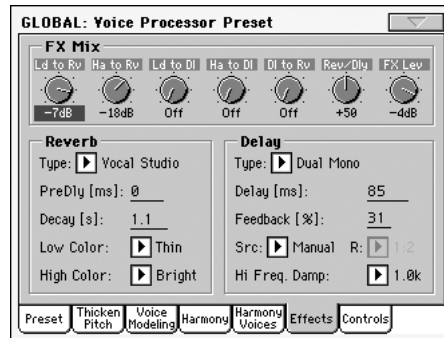 GLOBAL: Voice Processor Preset
FX Mix
Ld to Rv Ha to Rv Ld to Dl Ha to Dl Dl to Rv Rev/Dly FX Lev
-7dB -18dB Off Off Off +50 -4dB
Reverb
Type: Vocal Studio
PreDly [ms]: 0
Decay [s]: 1.1
Low Color: Thin
High Color: Bright
Delay
Type: Dual Mono
Delay [ms]: 85
Feedback [%]: 31
Src: Manual R: 1:2
Hi Freq. Damp: 1.0k
Preset Thicken Pitch Voice Modeling Harmony Harmony Voices Effects Controls